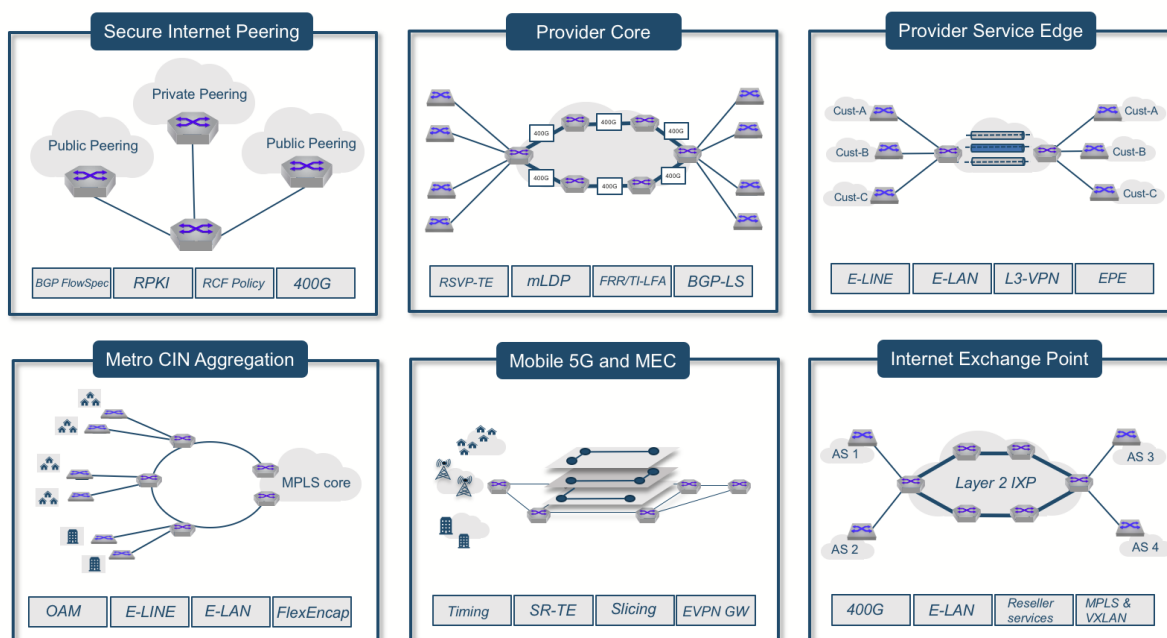 Secure Internet Peering
Private Peering
Public Peering
Public Peering
BGP FlowSpec
RPKI
RCF Policy
400G
Provider Core
400G
400G
400G
400G
400G
400G
RSVP-TE
mLDP
FRR/TI-LFA
BGP-LS
Provider Service Edge
Cust-A
Cust-A
Cust-B
Cust-B
Cust-C
Cust-C
E-LINE
E-LAN
L3-VPN
EPE
Metro CIN Aggregation
MPLS core
OAM
E-LINE
E-LAN
FlexEncap
Mobile 5G and MEC
Timing
SR-TE
Slicing
EVPN GW
Internet Exchange Point
AS 1
AS 3
Layer 2 IXP
AS 2
AS 4
400G
E-LAN
Reseller
services
MPLS &
VXLAN